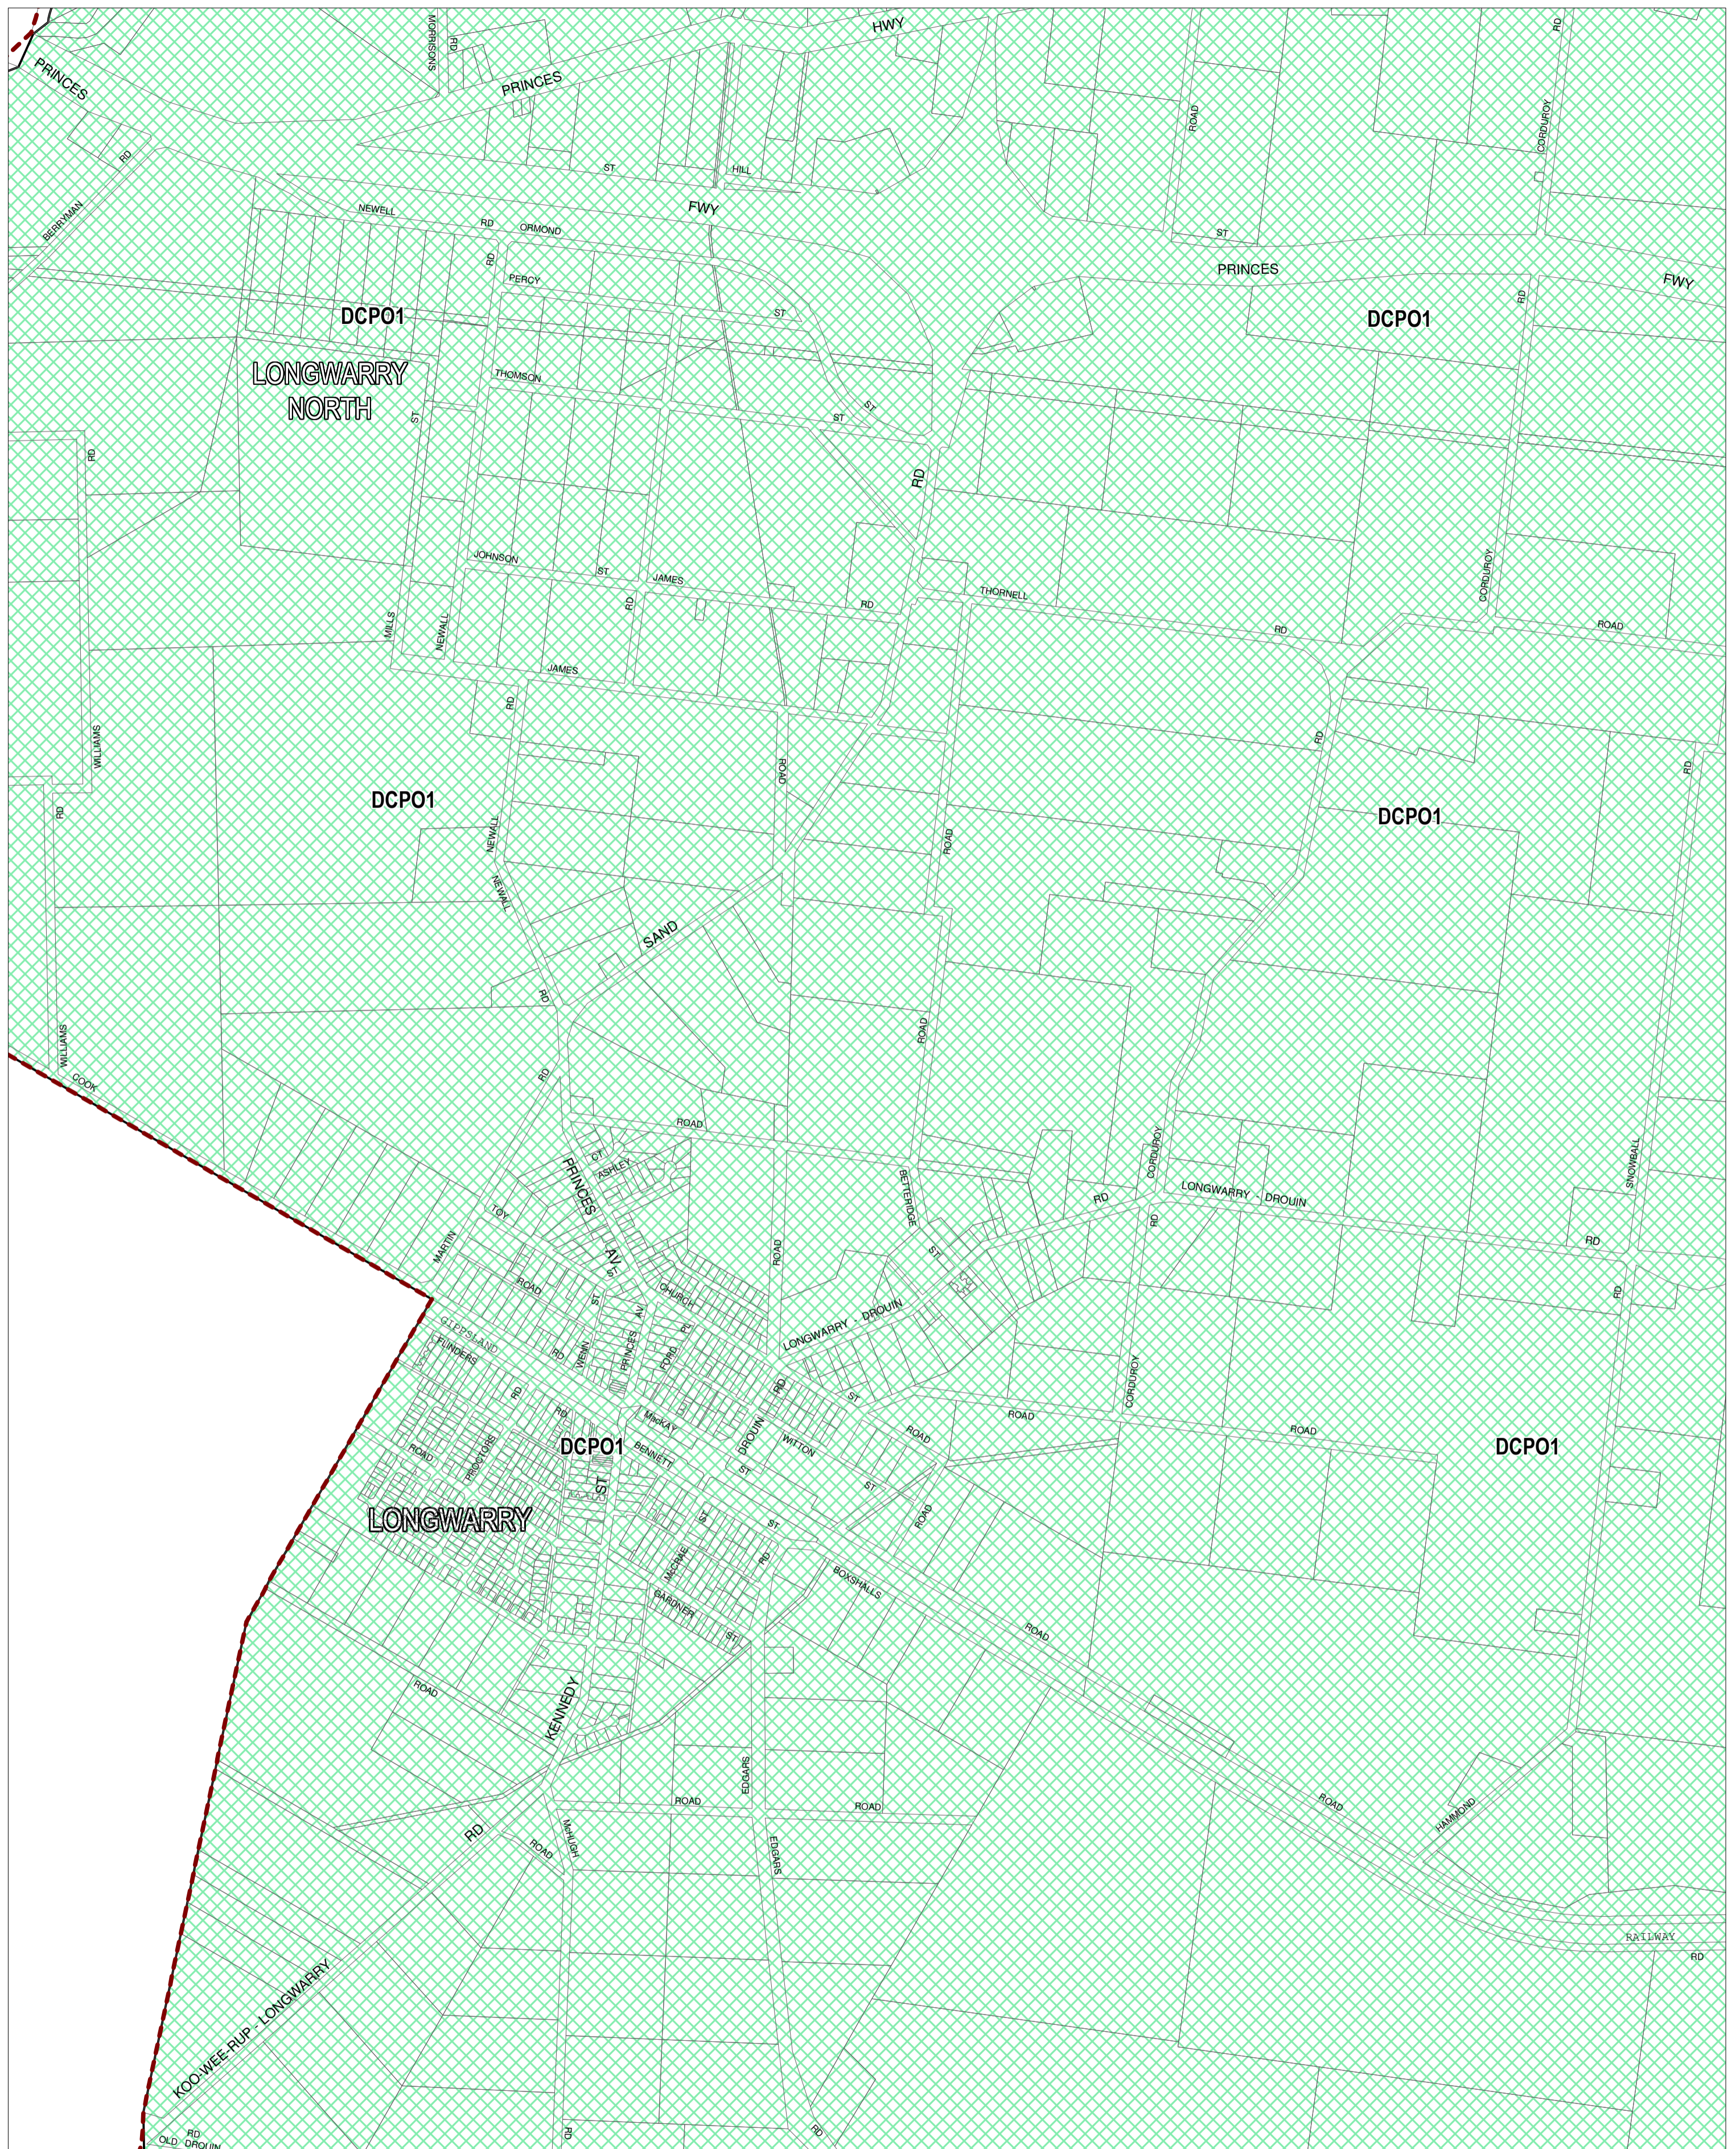 MORRISONS
RD
HWY
PRINCES
PRINCES
RD
BERRYMAN
ST
HILL
ROAD
RD
CORDUROY
NEWELL
RD
ORMOND
FWY
ST
PRINCES
FWY
RD
PERCY
ST
RD
DCPO1
DCPO1
LONGWARRY
NORTH
THOMSON
ST
ST
ST
RD
RD
JOHNSON
ST
JAMES
RD
RD
THORNELL
RD
CORDUROY
ROAD
MILLS
NEWALL
JAMES
RD
WILLIAMS
RD
ROAD
RD
RD
DCPO1
DCPO1
NEWALL
NEWALL
ROAD
SAND
RD
ROAD
WILLIAMS
COOK
RD
ROAD
CT
ASHLEY
PRINCES
BETTERIDGE
CORDUROY
SNOWBALL
RD
LONGWARRY - DROUIN
RD
RD
TOY
MARTIN
AV
ST
ROAD
ST
ROAD
ST
CHURCH
AV
PL
LONGWARRY - DROUIN
RD
GIPPSLAND
FLINDERS
RD
WENN
PRINCES
FORD
RD
ST
CORDUROY
ROAD
ROAD
ROAD
RD
RD
MacKAY
DROUIN
WITTON
BENNETT
ST
ST
DCPO1
DCPO1
ROAD
PROCTORS
ST
LONGWARRY
ST
ST
ROAD
McCRAE
RD
BOXSHALLS
GARDNER
ST
ROAD
ROAD
KENNEDY
EDGARS
ROAD
ROAD
ROAD
HAMMOND
RD
ROAD
McHUGH
EDGARS
RAILWAY
RD
KOO-WEE-RUP - LONGWARRY
RD
OLD DROUIN
RD
RD